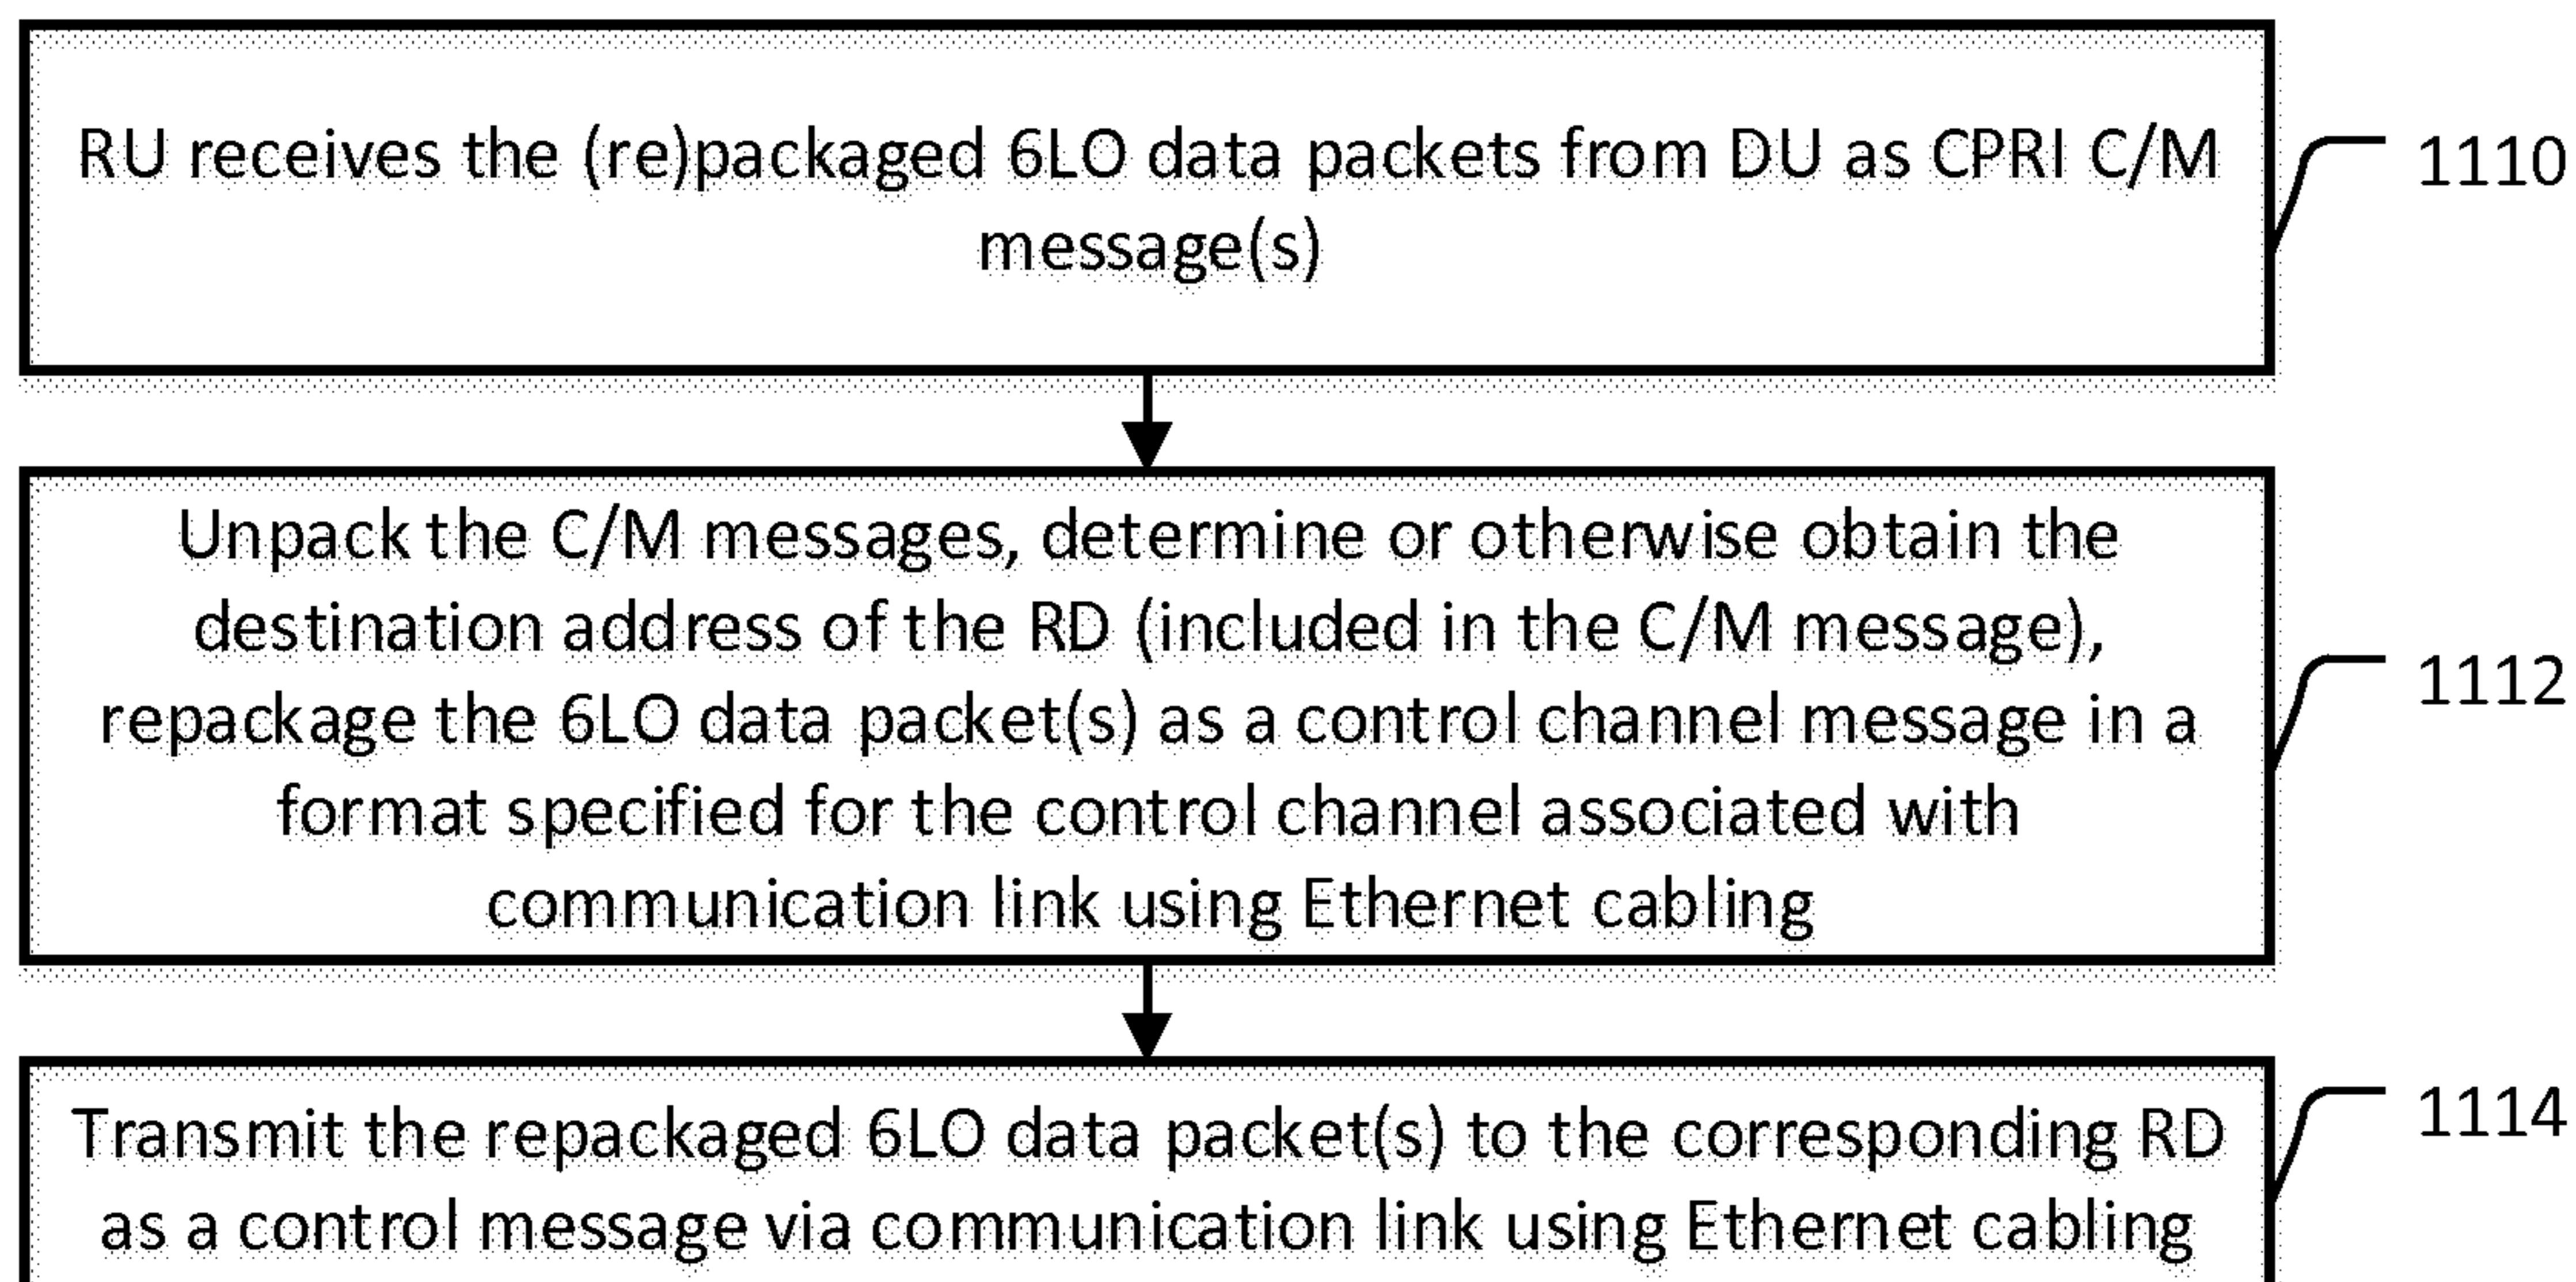 RU receives the (re)packaged 6LO data packets from DU as CPRI C/M
message(s)
1110
Unpack the C/M messages, determine or otherwise obtain the
destination address of the RD (included in the C/M message),
repackage the 6LO data packet(s) as a control channel message in a
format specified for the control channel associated with
communication link using Ethernet cabling
1112
Transmit the repackaged 6LO data packet(s) to the corresponding RD
as a control message via communication link using Ethernet cabling
1114